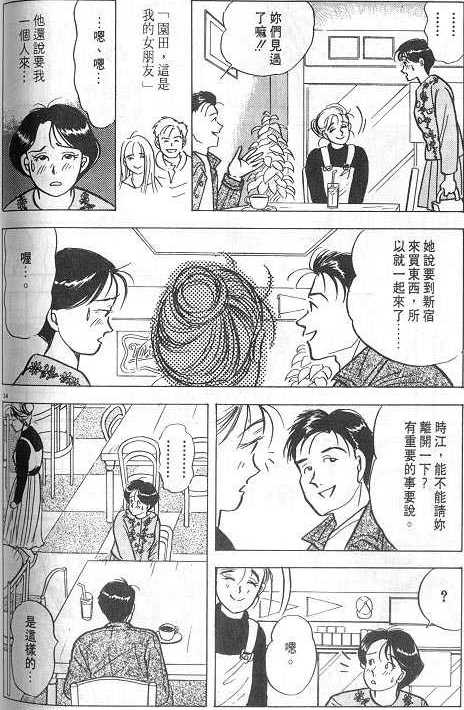 ………
妳們見過
了嘛!!
「園田，這是
我的女朋友」
…嗯、嗯…
他還說要我
一個人來…
她說要到新宿
來買東西，所
以就一起來了……
喔…。
時江，能不能請妳
離開一下？
有重要的事要說。
………
34
?
嗯。
是這樣的…